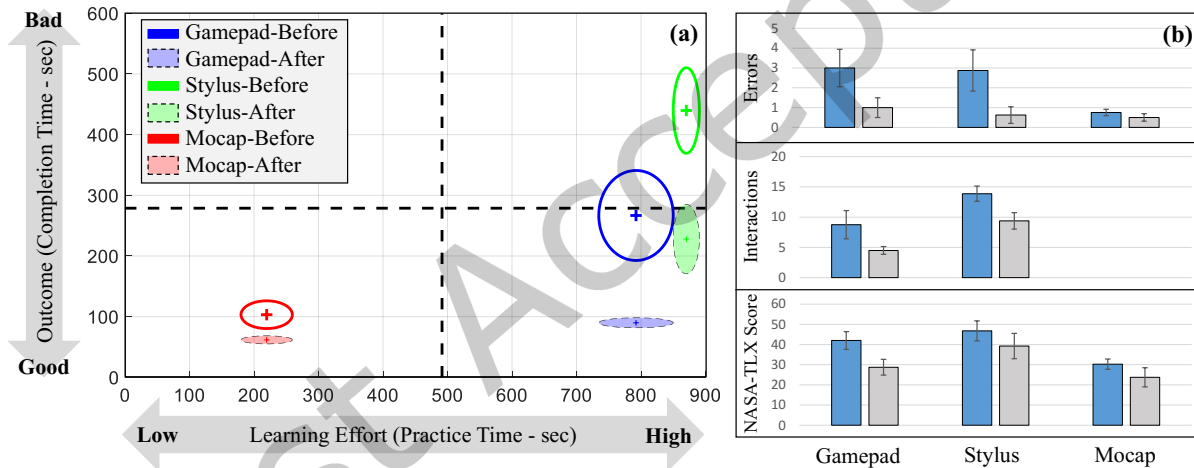 Bad
Outcome (Completion Time - sec)
Good
600
500
400
300
200
100
0
Gamepad-Before
Gamepad-After
Stylus-Before
Stylus-After
Mocap-Before
Mocap-After
(a)
0 100 200 300 400 500 600 700 800 900
Low Learning Effort (Practice Time - sec) High
(b)
Errors
5
4
3
2
1
0
Interactions
20
15
10
5
0
NASA-TLX Score
60
50
40
30
20
10
0
Gamepad Stylus Mocap
st Accept